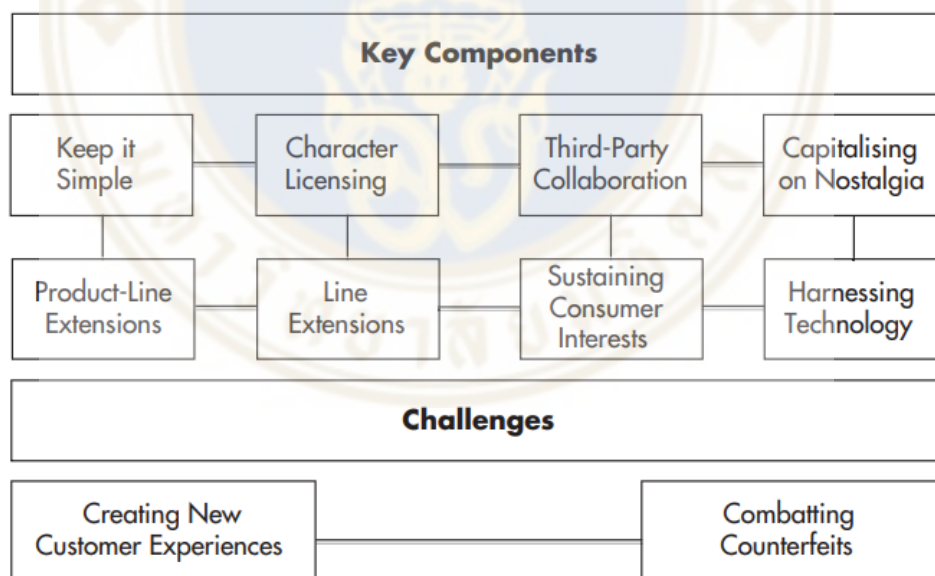 Key Components
Keep it
Simple
Character
Licensing
Third-Party
Collaboration
Capitalising
on Nostalgia
Product-Line
Extensions
Line
Extensions
Sustaining
Consumer
Interests
Harnessing
Technology
Challenges
Creating New
Customer Experiences
Combatting
Counterfeits